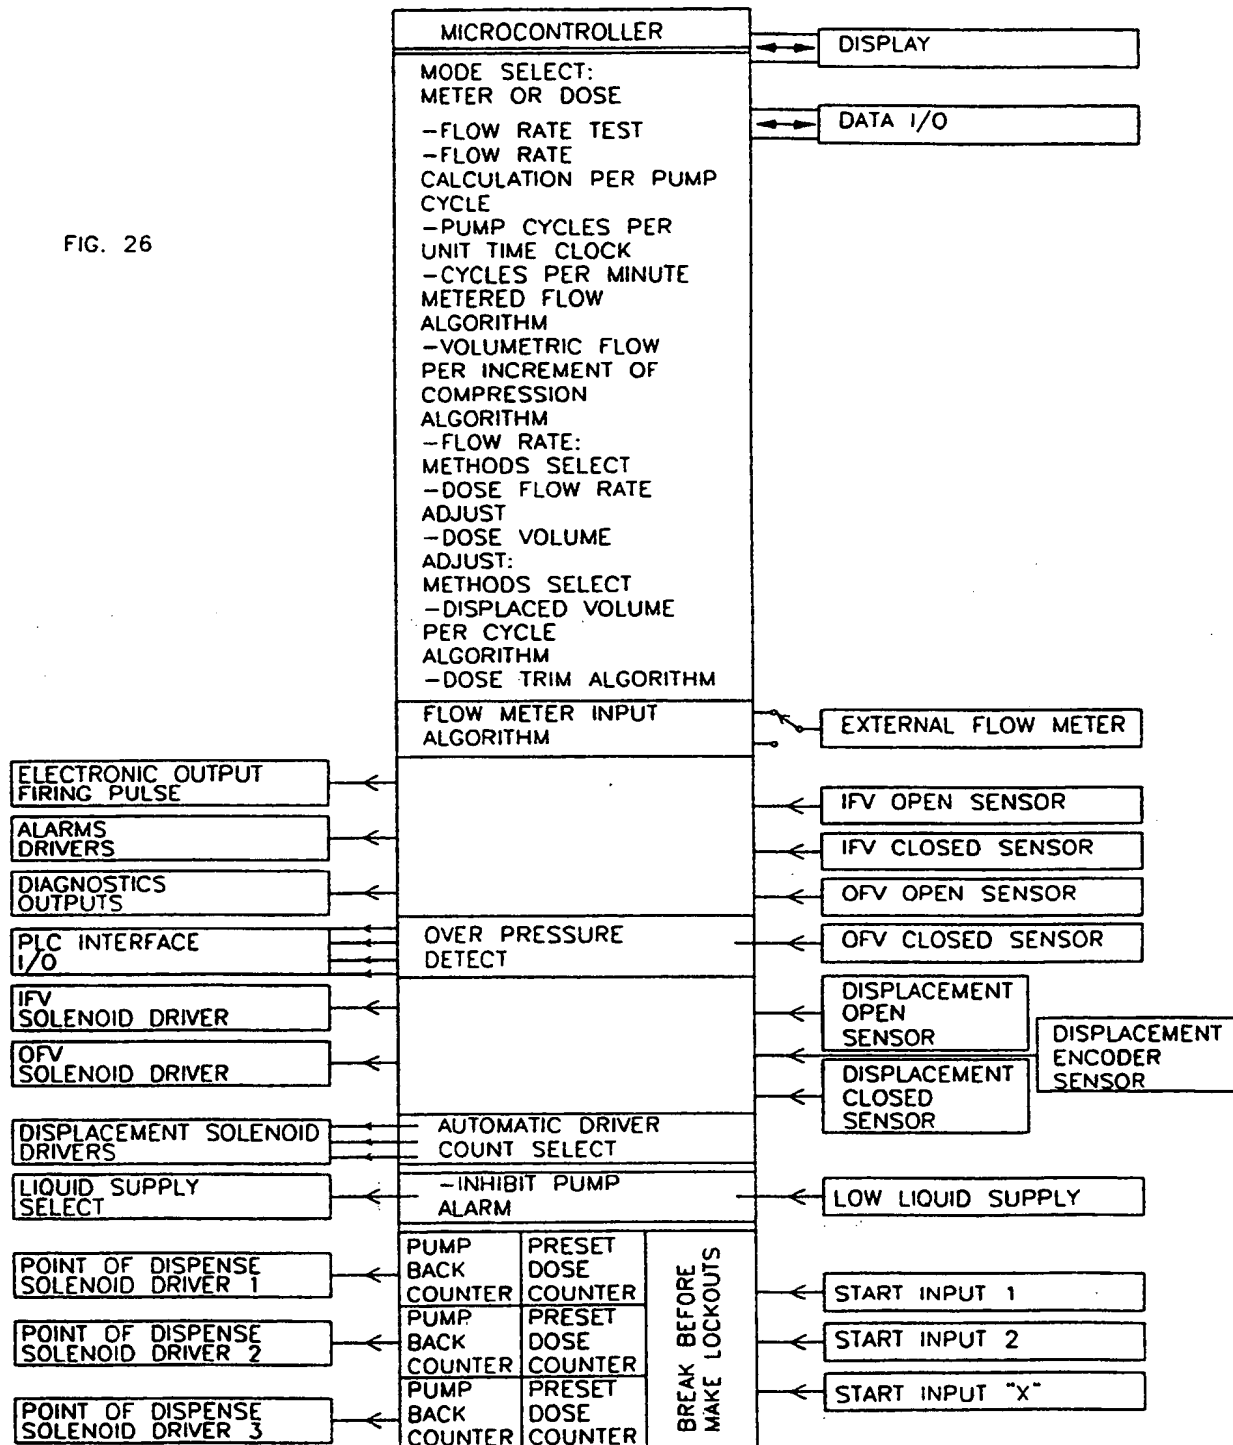 MICROCONTROLLER
DISPLAY
MODE SELECT:
METER OR DOSE
DATA I/O
-FLOW RATE TEST
-FLOW RATE
CALCULATION PER PUMP
CYCLE
-PUMP CYCLES PER
UNIT TIME CLOCK
-CYCLES PER MINUTE
METERED FLOW
ALGORITHM
-VOLUMETRIC FLOW
PER INCREMENT OF
COMPRESSION
ALGORITHM
-FLOW RATE:
METHODS SELECT
-DOSE FLOW RATE
ADJUST
-DOSE VOLUME
ADJUST:
METHODS SELECT
-DISPLACED VOLUME
PER CYCLE
ALGORITHM
-DOSE TRIM ALGORITHM
FIG. 26
FLOW METER INPUT
ALGORITHM
EXTERNAL FLOW METER
ELECTRONIC OUTPUT
FIRING PULSE
ALARMS
DRIVERS
DIAGNOSTICS
OUTPUTS
PLC INTERFACE
I/O
IFV
SOLENOID DRIVER
OFV
SOLENOID DRIVER
DISPLACEMENT SOLENOID
DRIVERS
LIQUID SUPPLY
SELECT
POINT OF DISPENSE
SOLENOID DRIVER 1
POINT OF DISPENSE
SOLENOID DRIVER 2
POINT OF DISPENSE
SOLENOID DRIVER 3
OVER PRESSURE
DETECT
AUTOMATIC DRIVER
COUNT SELECT
-INHIBIT PUMP
ALARM
PUMP
BACK
COUNTER
PRESET
DOSE
COUNTER
PUMP
BACK
COUNTER
PRESET
DOSE
COUNTER
PUMP
BACK
COUNTER
PRESET
DOSE
COUNTER
BREAK BEFORE
MAKE LOCKOUTS
IFV OPEN SENSOR
IFV CLOSED SENSOR
OFV OPEN SENSOR
OFV CLOSED SENSOR
DISPLACEMENT
OPEN
SENSOR
DISPLACEMENT
ENCODER
SENSOR
DISPLACEMENT
CLOSED
SENSOR
LOW LIQUID SUPPLY
START INPUT 1
START INPUT 2
START INPUT "X"